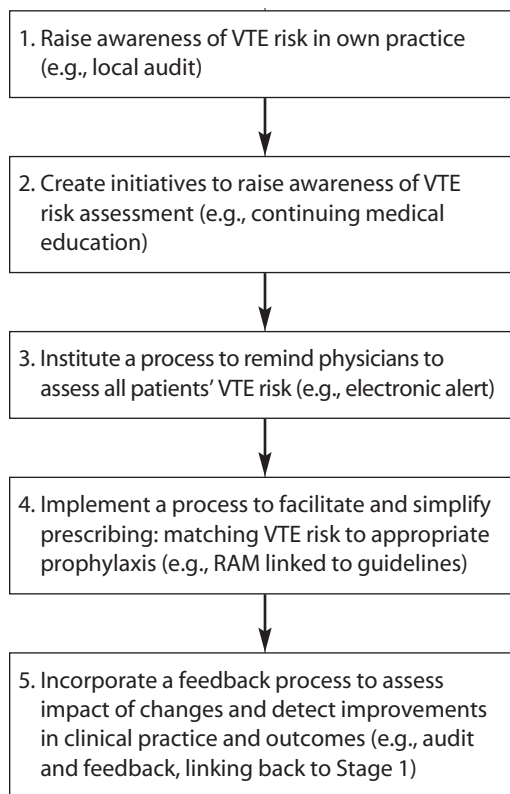 1. Raise awareness of VTE risk in own practice
(e.g., local audit)
2. Create initiatives to raise awareness of VTE
risk assessment (e.g., continuing medical
education)
3. Institute a process to remind physicians to
assess all patients’ VTE risk (e.g., electronic alert)
4. Implement a process to facilitate and simplify
prescribing: matching VTE risk to appropriate
prophylaxis (e.g., RAM linked to guidelines)
5. Incorporate a feedback process to assess
impact of changes and detect improvements
in clinical practice and outcomes (e.g., audit
and feedback, linking back to Stage 1)